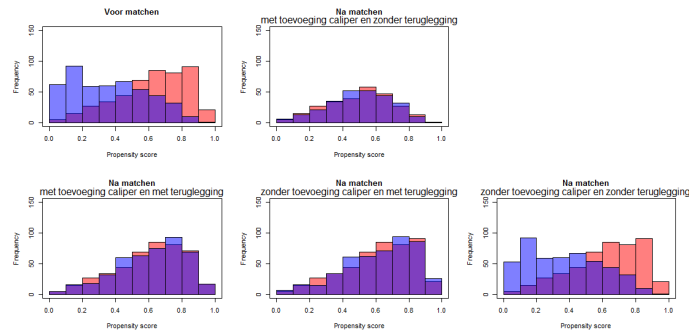 Voor matchen
Frequency
150
100
50
0
0.0 0.2 0.4 0.6 0.8 1.0
Propensity score
Na matchen
met toevoeging caliper en zonder teruglegging
Frequency
150
100
50
0
0.0 0.2 0.4 0.6 0.8 1.0
Propensity score
Na matchen
met toevoeging caliper en met teruglegging
Frequency
150
100
50
0
0.0 0.2 0.4 0.6 0.8 1.0
Propensity score
Na matchen
zonder toevoeging caliper en met teruglegging
Frequency
150
100
50
0
0.0 0.2 0.4 0.6 0.8 1.0
Propensity score
Na matchen
zonder toevoeging caliper en zonder teruglegging
Frequency
150
100
50
0
0.0 0.2 0.4 0.6 0.8 1.0
Propensity score